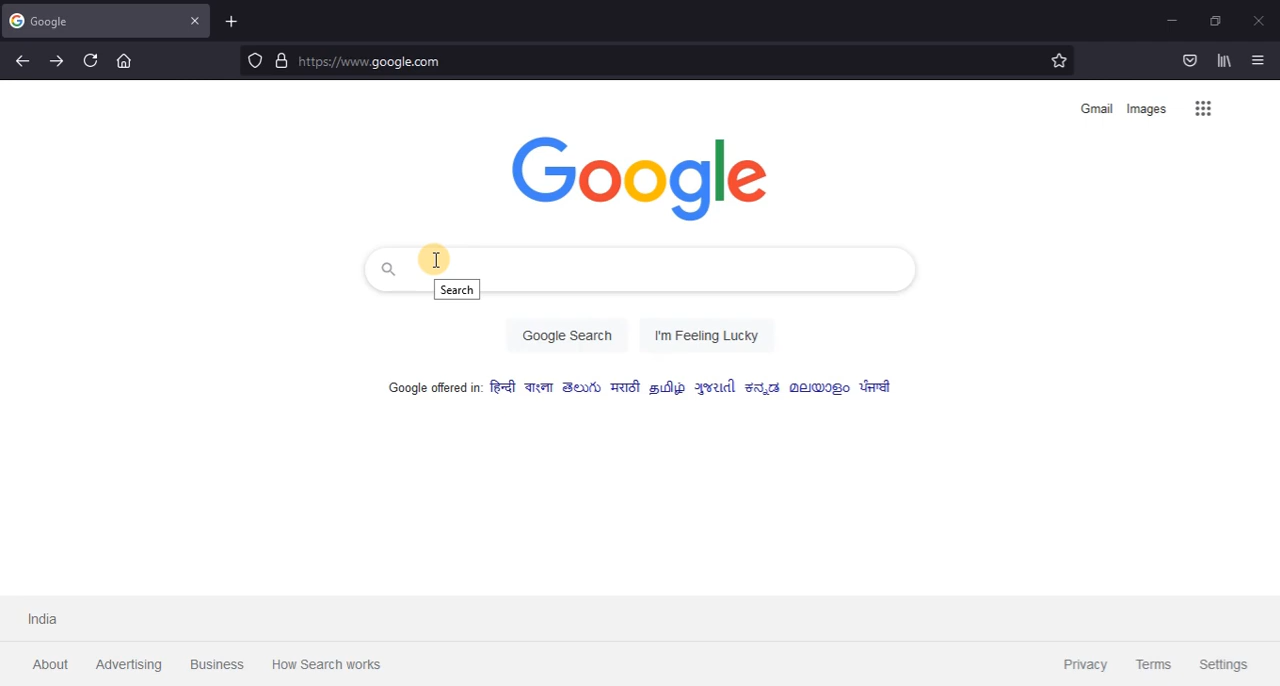 Google
https://www.google.com
Gmail Images
Google
Search
Google Search I'm Feeling Lucky
Google offered in: हिन्दी বাংলা తెలుగు मराठी தமிழ் ગુજરાતી ಕನ್ನಡ മലയാളം ਪੰਜਾਬੀ
India
About Advertising Business How Search works Privacy Terms Settings